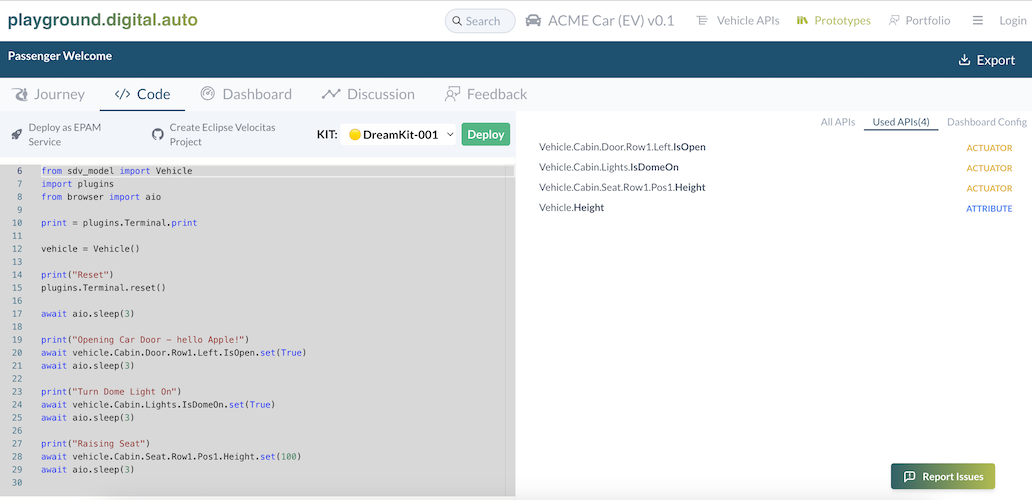 playground.digital.auto
Search
ACME Car (EV) v0.1
Vehicle APIs
Prototypes
Portfolio
Login
Passenger Welcome
Export
Journey
</> Code
Dashboard
Discussion
Feedback
Deploy as EPAM
Service
Create Eclipse Velocitas
Project
KIT:
DreamKit-001
Deploy
All APIs
Used APIs(4)
Dashboard Config
6 from sdv_model import Vehicle
7 import plugins
8 from browser import aio
9
10 print = plugins.Terminal.print
11
12 vehicle = Vehicle()
13
14 print("Reset")
15 plugins.Terminal.reset()
16
17 await aio.sleep(3)
18
19 print("Opening Car Door - hello Apple!")
20 await vehicle.Cabin.Door.Row1.Left.IsOpen.set(True)
21 await aio.sleep(3)
22
23 print("Turn Dome Light On")
24 await vehicle.Cabin.Lights.IsDomeOn.set(True)
25 await aio.sleep(3)
26
27 print("Raising Seat")
28 await vehicle.Cabin.Seat.Row1.Pos1.Height.set(100)
29 await aio.sleep(3)
30
Vehicle.Cabin.Door.Row1.Left.IsOpen ACTUATOR
Vehicle.Cabin.Lights.IsDomeOn ACTUATOR
Vehicle.Cabin.Seat.Row1.Pos1.Height ACTUATOR
Vehicle.Height ATTRIBUTE
Report Issues